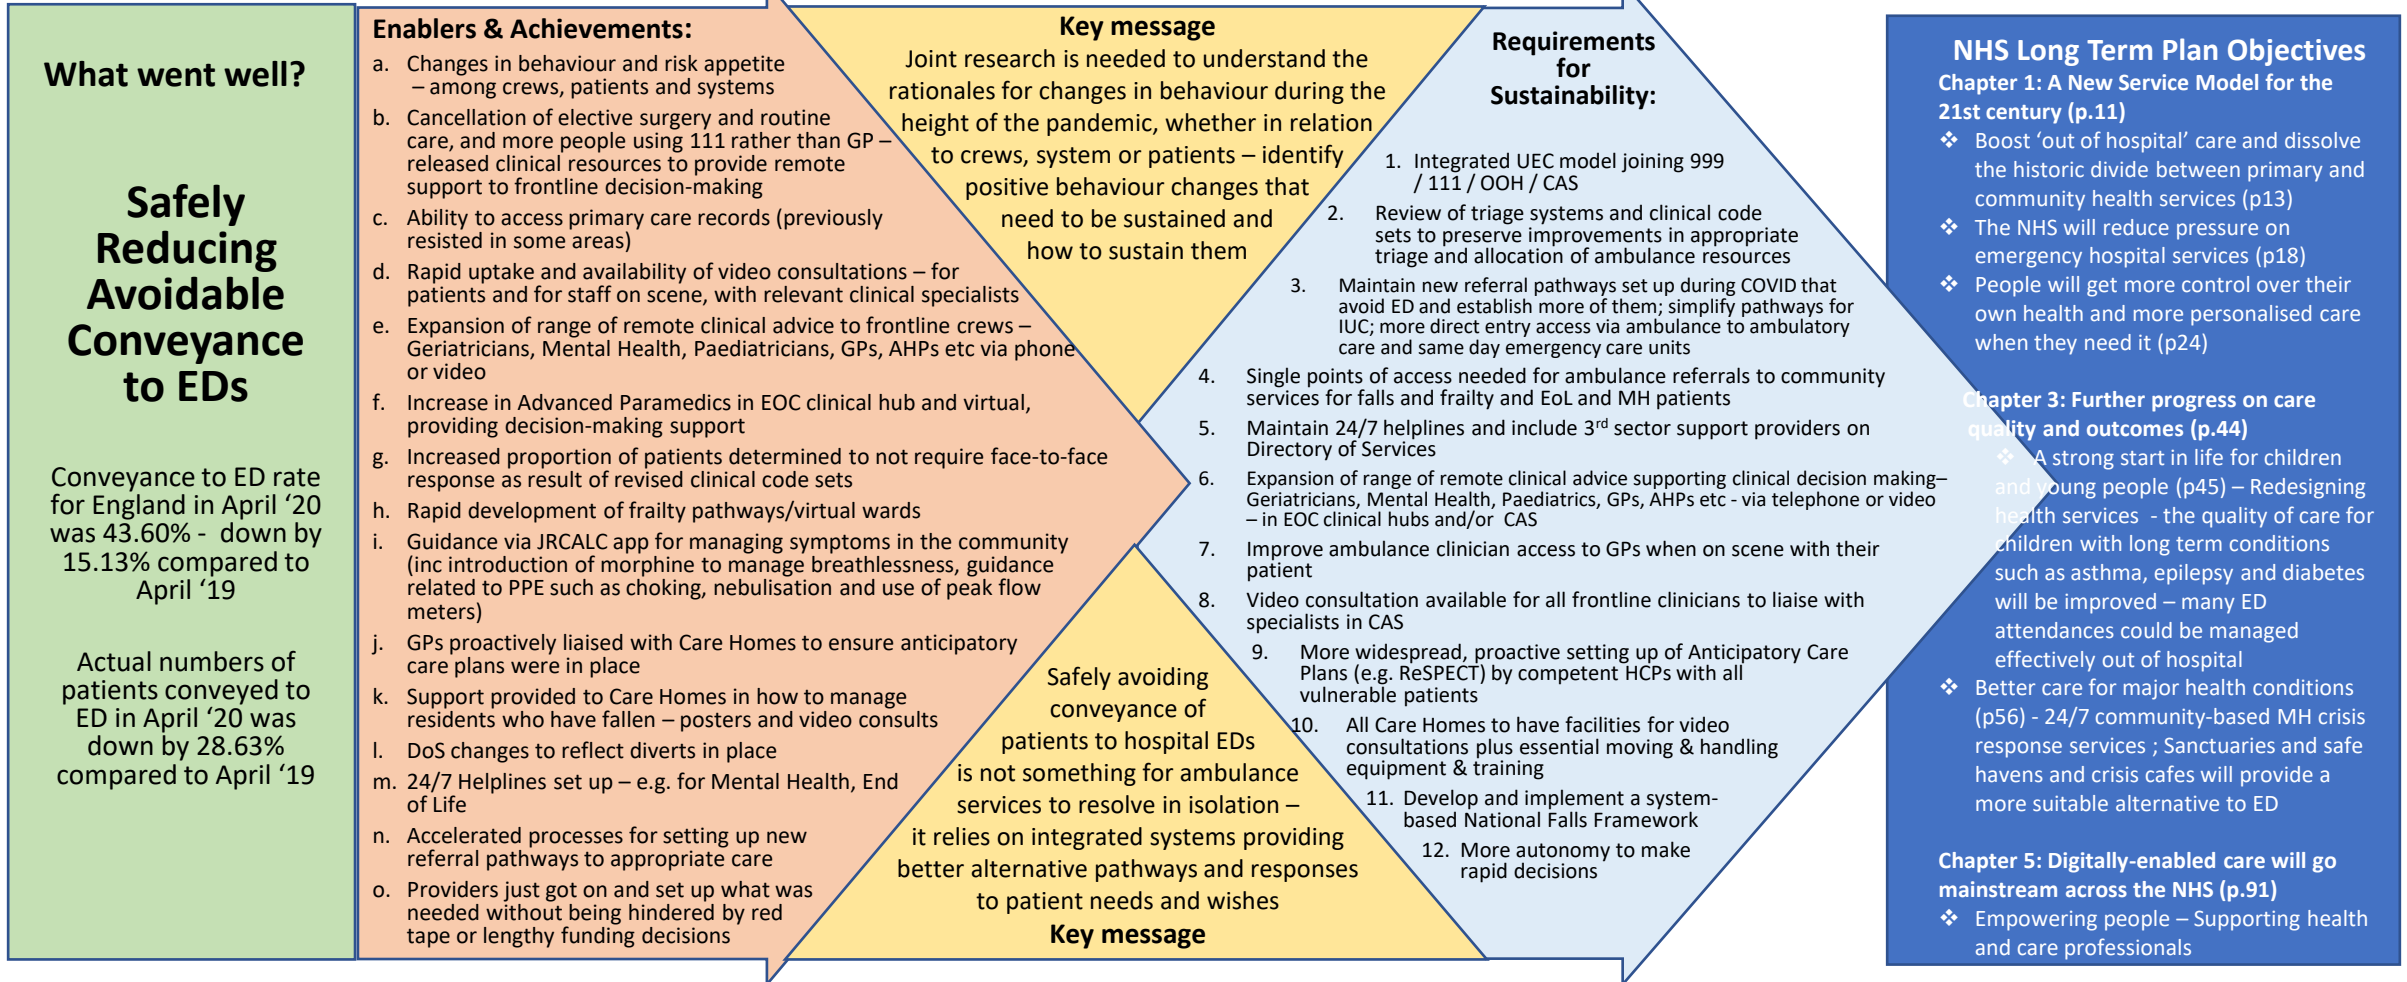 What went well?
Safely
Reducing
Avoidable
Conveyance
to EDs
Conveyance to ED rate
for England in April ‘20
was 43.60% - down by
15.13% compared to
April ‘19
Actual numbers of
patients conveyed to
ED in April ‘20 was
down by 28.63%
compared to April ‘19
Enablers & Achievements:
a. Changes in behaviour and risk appetite
– among crews, patients and systems
b. Cancellation of elective surgery and routine
care, and more people using 111 rather than GP –
released clinical resources to provide remote
support to frontline decision-making
c. Ability to access primary care records (previously
resisted in some areas)
d. Rapid uptake and availability of video consultations – for
patients and for staff on scene, with relevant clinical specialists
e. Expansion of range of remote clinical advice to frontline crews –
Geriatricians, Mental Health, Paediatricians, GPs, AHPs etc via phone
or video
f. Increase in Advanced Paramedics in EOC clinical hub and virtual,
providing decision-making support
g. Increased proportion of patients determined to not require face-to-face
response as result of revised clinical code sets
h. Rapid development of frailty pathways/virtual wards
i. Guidance via JRCALC app for managing symptoms in the community
(inc introduction of morphine to manage breathlessness, guidance
related to PPE such as choking, nebulisation and use of peak flow
meters)
j. GPs proactively liaised with Care Homes to ensure anticipatory
care plans were in place
k. Support provided to Care Homes in how to manage
residents who have fallen – posters and video consults
l. DoS changes to reflect diverts in place
m. 24/7 Helplines set up – e.g. for Mental Health, End
of Life
n. Accelerated processes for setting up new
referral pathways to appropriate care
o. Providers just got on and set up what was
needed without being hindered by red
tape or lengthy funding decisions
Key message
Joint research is needed to understand the
rationales for changes in behaviour during the
height of the pandemic, whether in relation
to crews, system or patients – identify
positive behaviour changes that
need to be sustained and
how to sustain them
Safely avoiding
conveyance of
patients to hospital EDs
is not something for ambulance
services to resolve in isolation –
it relies on integrated systems providing
better alternative pathways and responses
to patient needs and wishes
Key message
Requirements
for
Sustainability:
1. Integrated UEC model joining 999
/ 111 / OOH / CAS
2. Review of triage systems and clinical code
sets to preserve improvements in appropriate
triage and allocation of ambulance resources
3. Maintain new referral pathways set up during COVID that
avoid ED and establish more of them; simplify pathways for
IUC; more direct entry access via ambulance to ambulatory
care and same day emergency care units
4. Single points of access needed for ambulance referrals to community
services for falls and frailty and EoL and MH patients
5. Maintain 24/7 helplines and include 3rd sector support providers on
Directory of Services
6. Expansion of range of remote clinical advice supporting clinical decision making–
Geriatricians, Mental Health, Paediatrics, GPs, AHPs etc - via telephone or video
– in EOC clinical hubs and/or CAS
7. Improve ambulance clinician access to GPs when on scene with their
patient
8. Video consultation available for all frontline clinicians to liaise with
specialists in CAS
9. More widespread, proactive setting up of Anticipatory Care
Plans (e.g. ReSPECT) by competent HCPs with all
vulnerable patients
10. All Care Homes to have facilities for video
consultations plus essential moving & handling
equipment & training
11. Develop and implement a system-
based National Falls Framework
12. More autonomy to make
rapid decisions
NHS Long Term Plan Objectives
Chapter 1: A New Service Model for the
21st century (p.11)
❖ Boost ‘out of hospital’ care and dissolve
the historic divide between primary and
community health services (p13)
❖ The NHS will reduce pressure on
emergency hospital services (p18)
❖ People will get more control over their
own health and more personalised care
when they need it (p24)
Chapter 3: Further progress on care
quality and outcomes (p.44)
❖ A strong start in life for children
and young people (p45) – Redesigning
health services - the quality of care for
children with long term conditions
such as asthma, epilepsy and diabetes
will be improved – many ED
attendances could be managed
effectively out of hospital
❖ Better care for major health conditions
(p56) - 24/7 community-based MH crisis
response services ; Sanctuaries and safe
havens and crisis cafes will provide a
more suitable alternative to ED
Chapter 5: Digitally-enabled care will go
mainstream across the NHS (p.91)
❖ Empowering people – Supporting health
and care professionals